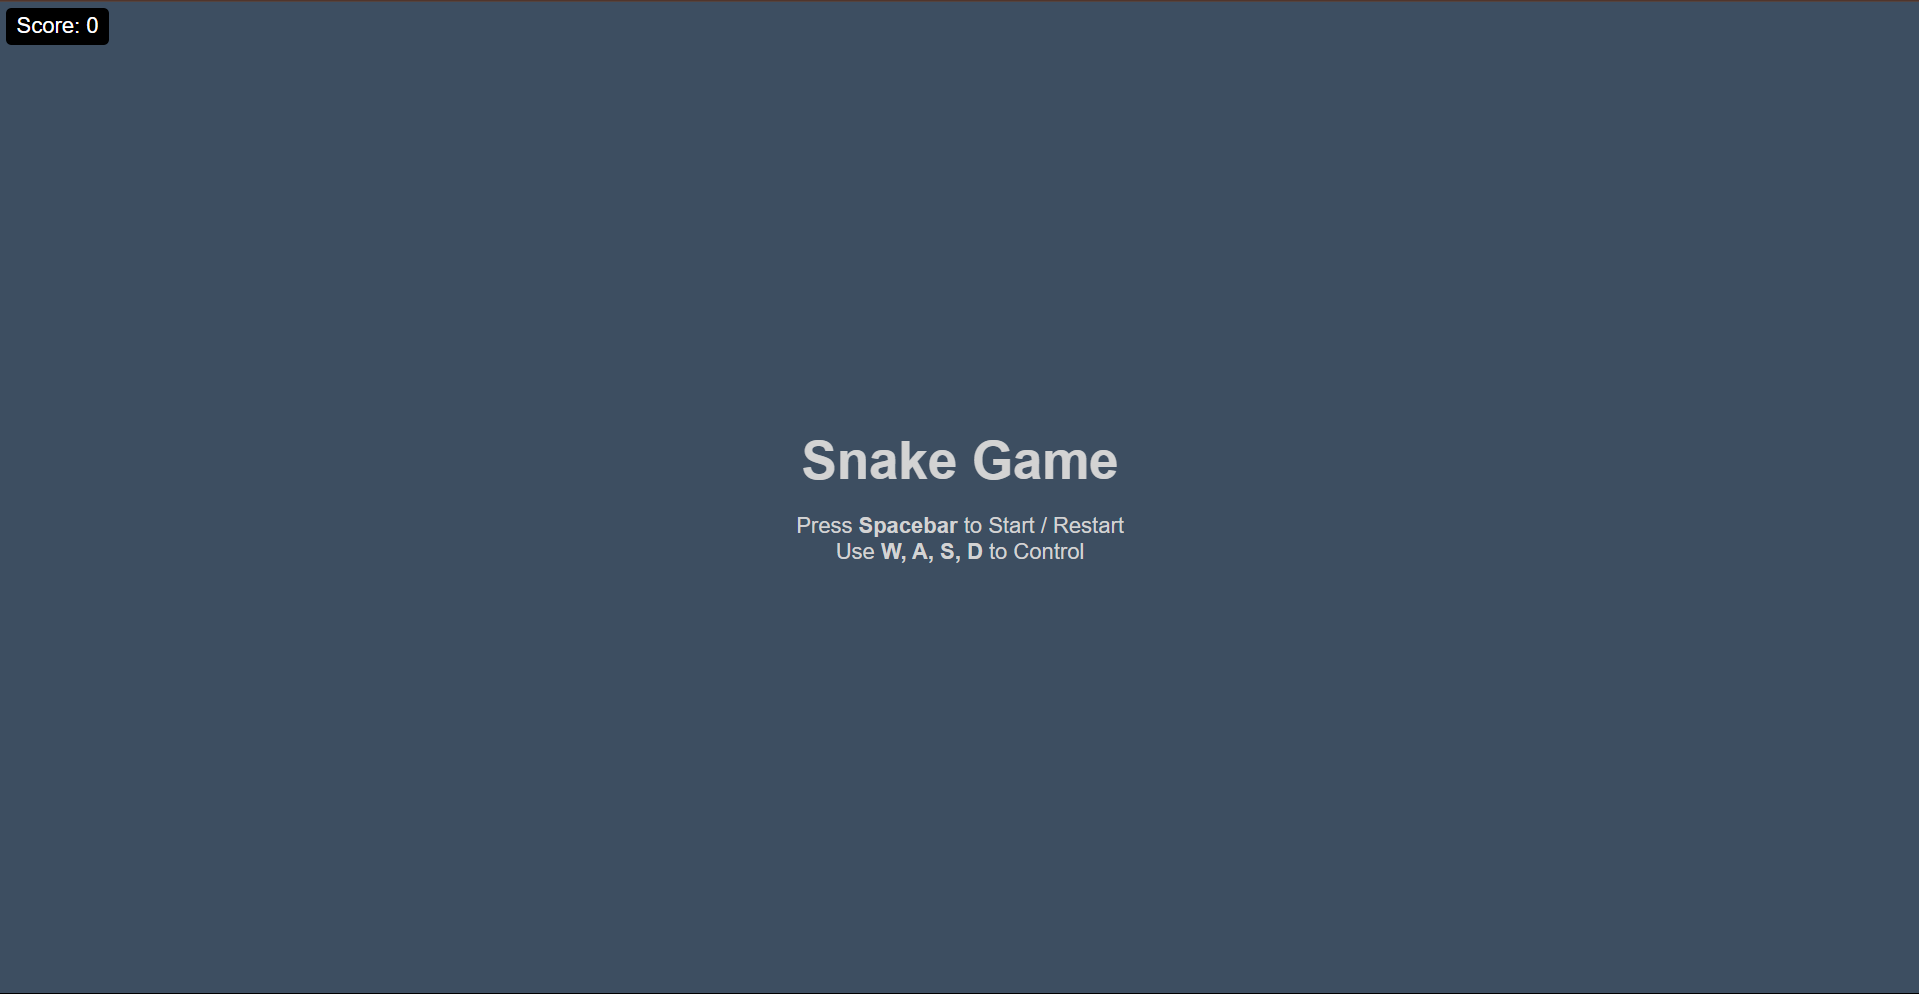 Score: 0
Snake Game
Press Spacebar to Start / Restart
Use W, A, S, D to Control